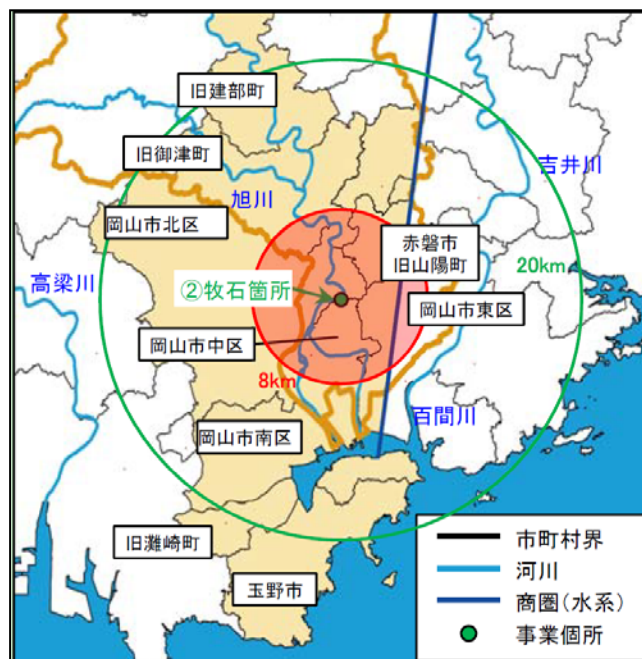 旧建部町
旧御津町
吉井川
旭川
岡山市北区
赤磐市
旧山陽町
20km
高梁川
②牧石箇所
岡山市東区
岡山市中区
8km
百間川
岡山市南区
旧灘崎町
玉野市
市町村界
河川
商圏(水系)
事業個所